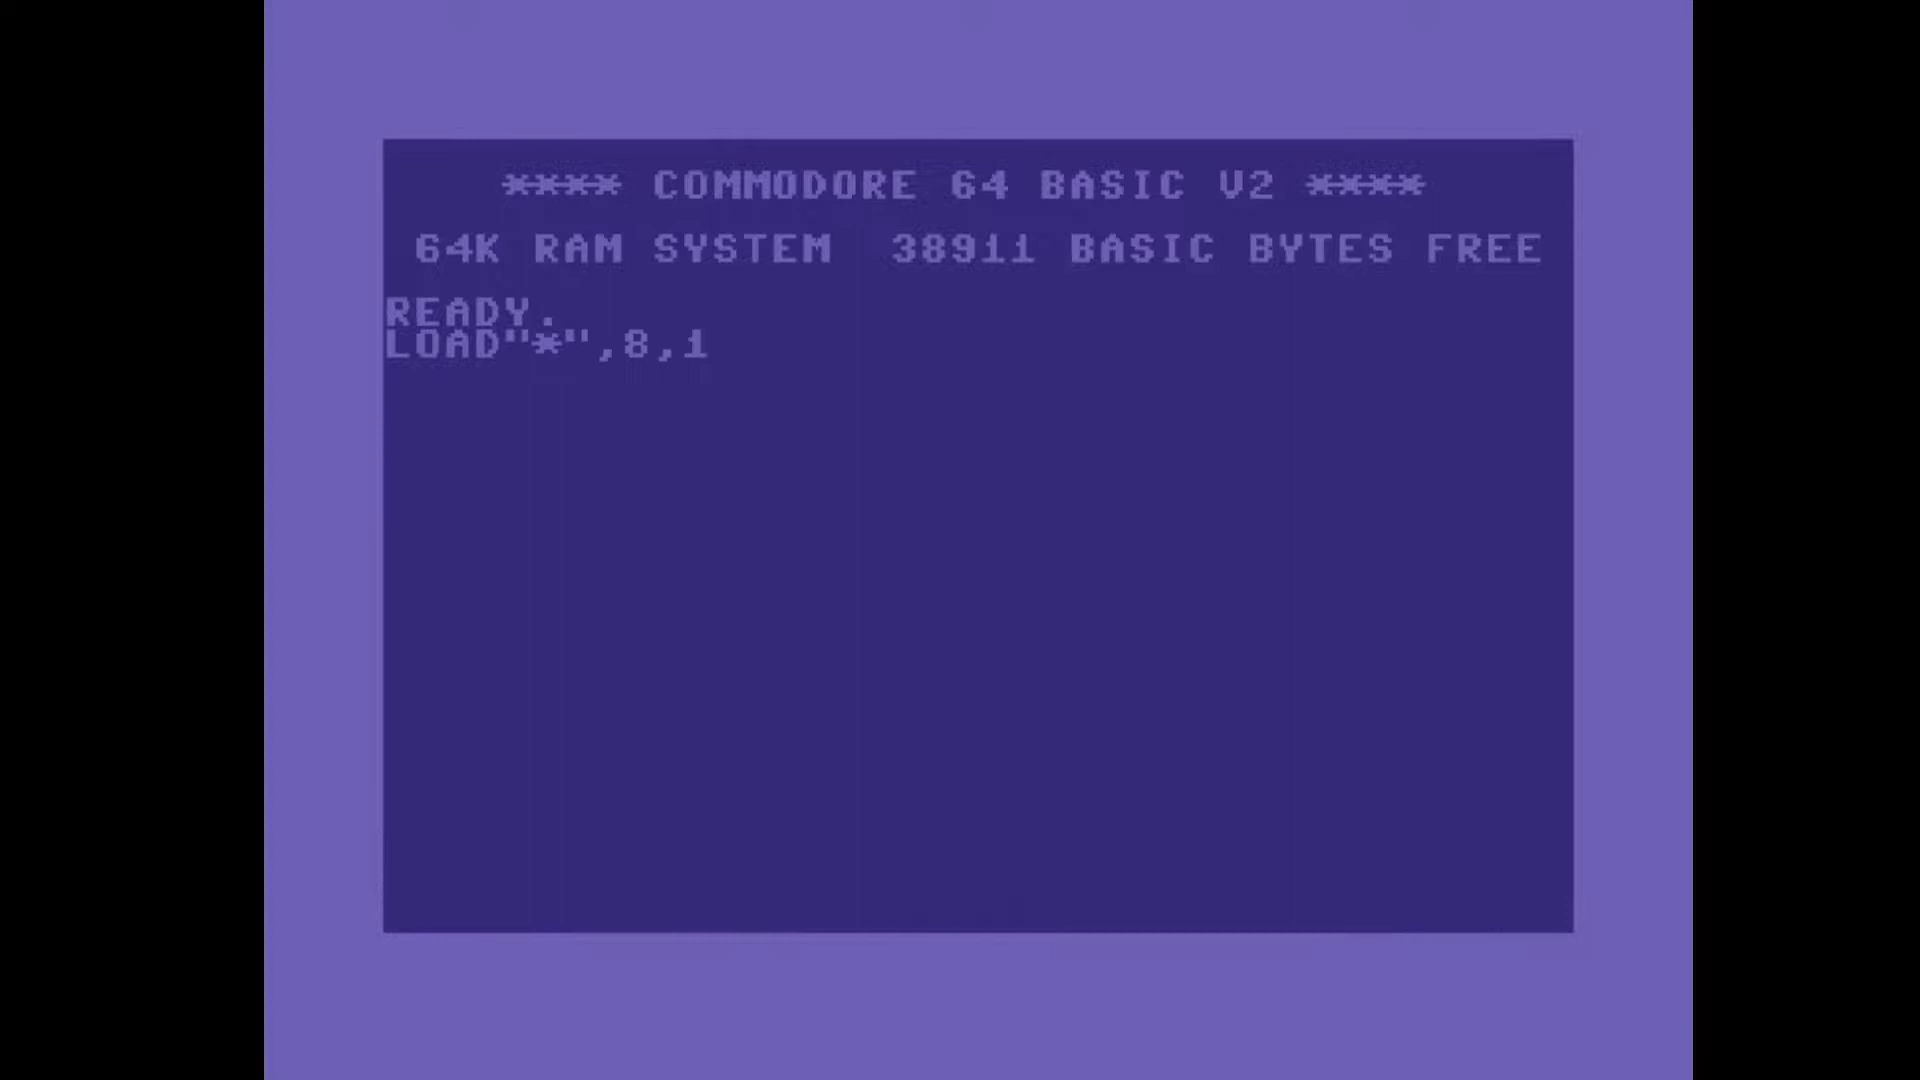 **** COMMODORE 64 BASIC V2 ****
64K RAM SYSTEM  38911 BASIC BYTES FREE
READY.
LOAD"*",8,1